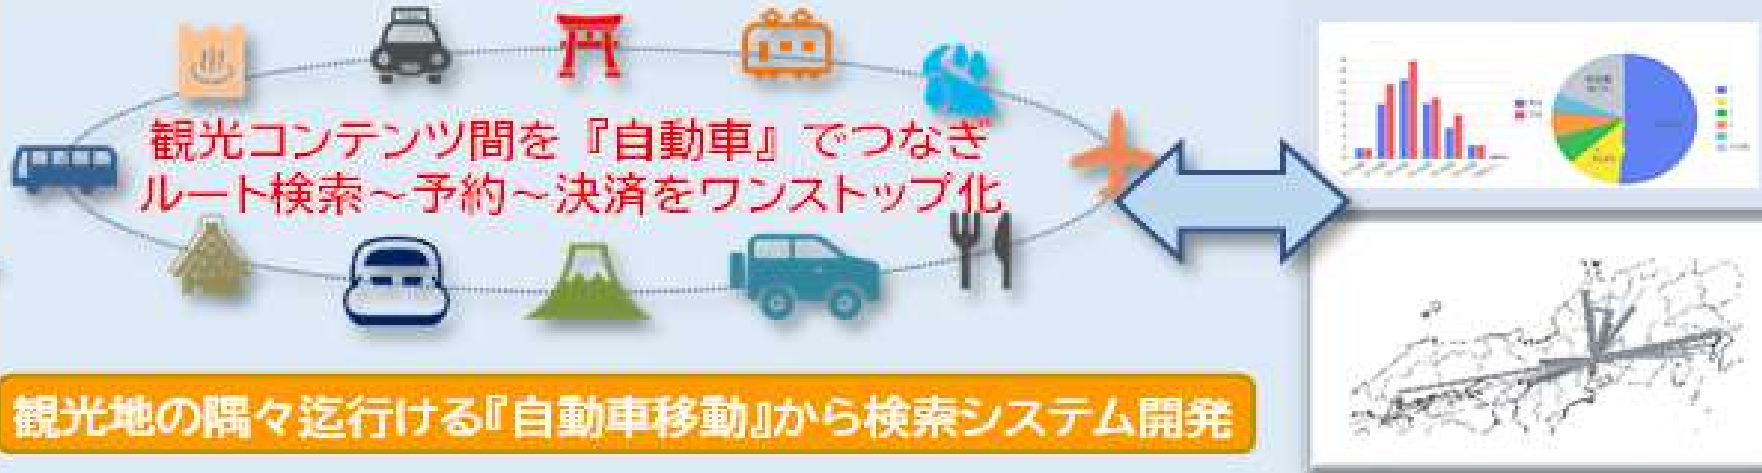 観光コンテンツ間を『自動車』でつなぎ
ルート検索～予約～決済をワンストップ化
観光地の隅々迄行ける『自動車移動』から検索システム開発